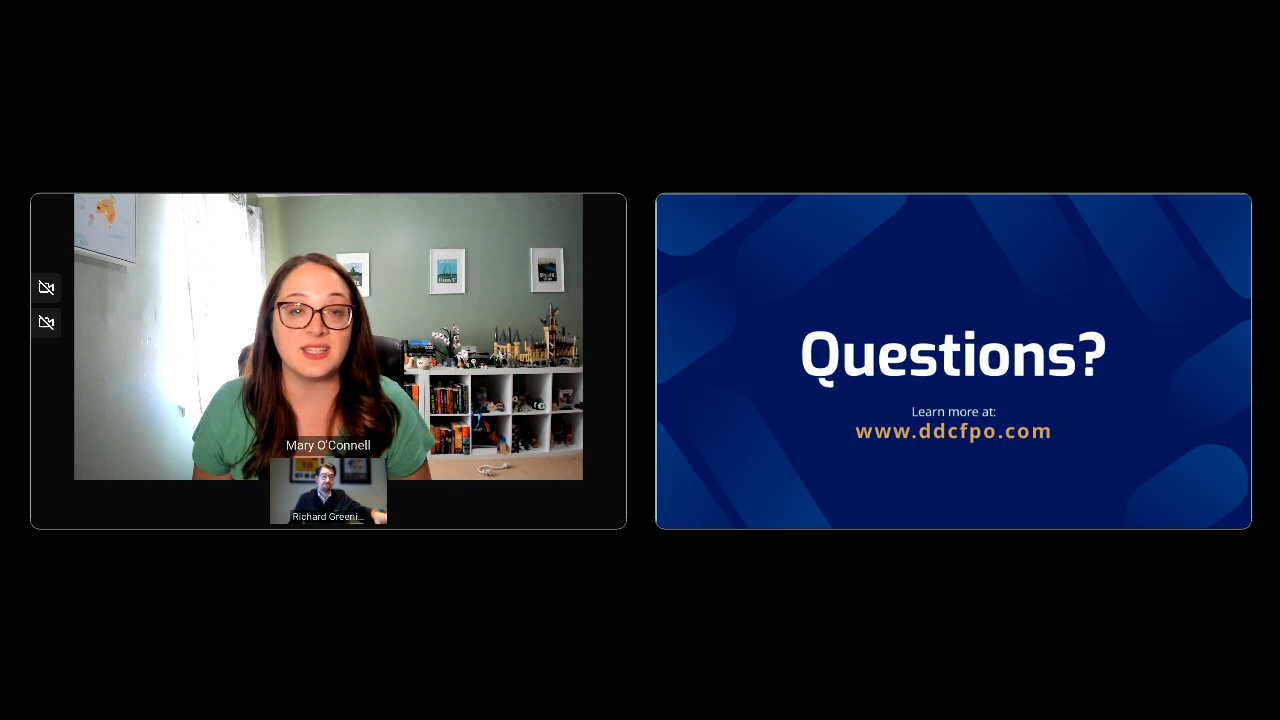 Mary O'Connell
Richard Greeni...
Questions?
Learn more at:
www.ddcfpo.com